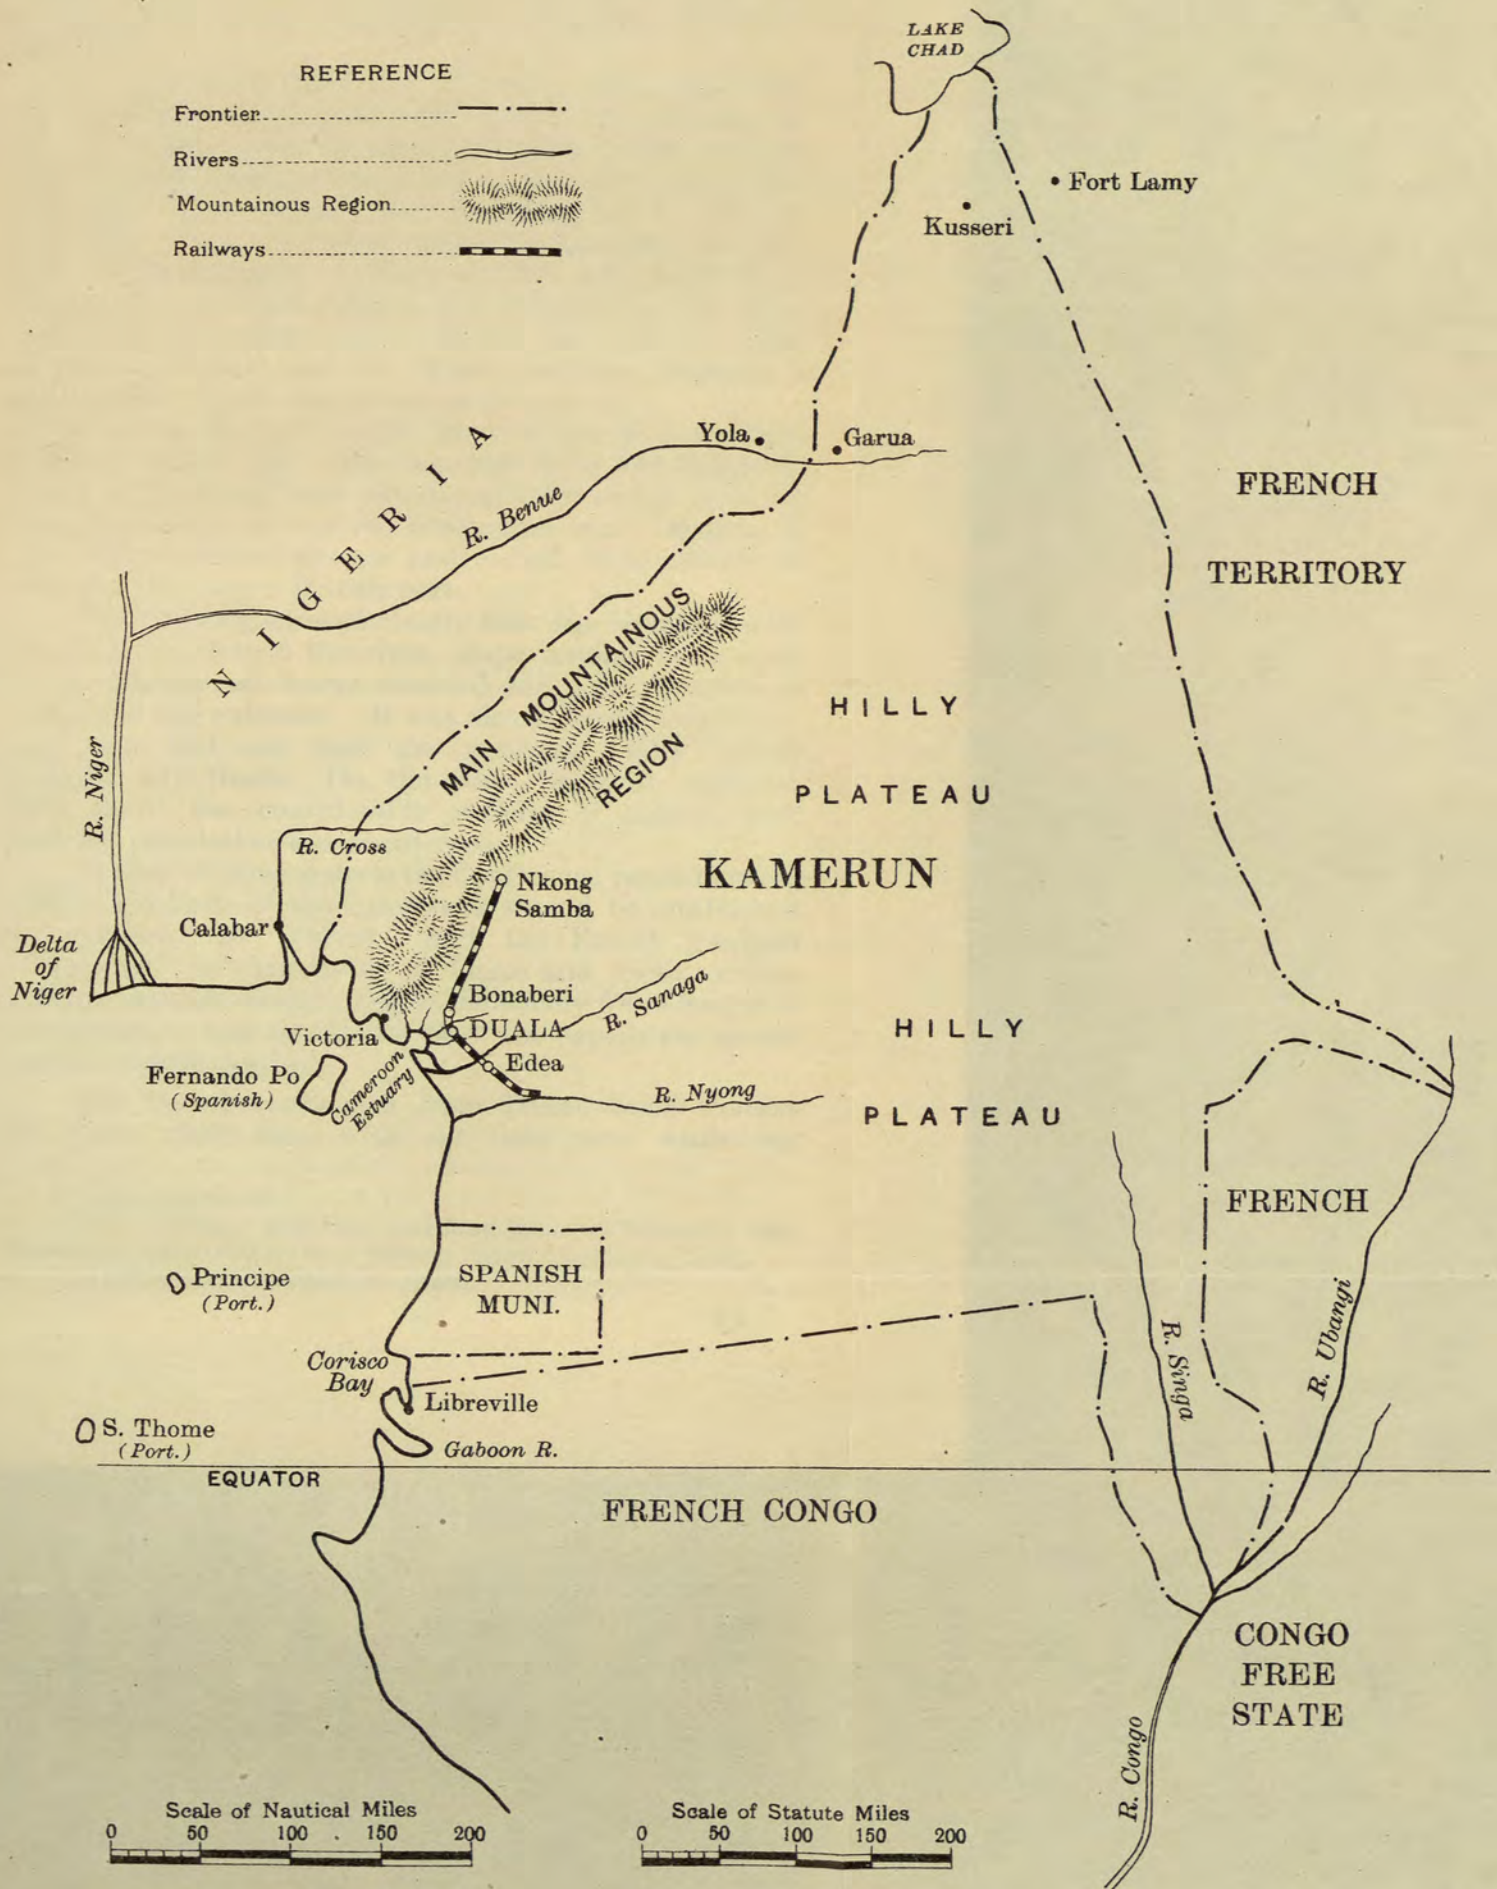 LAKE
CHAD
REFERENCE
Frontier
Rivers
Mountainous Region
Railways
Fort Lamy
Kusseri
Yola
Garua
NIGERIA
R. Benue
FRENCH
TERRITORY
MAIN MOUNTAINOUS
REGION
HILLY
PLATEAU
R. Niger
R. Cross
KAMERUN
Nkong
Samba
Calabar
Delta
of
Niger
Bonaberi
R. Sanaga
Victoria
DUALA
HILLY
PLATEAU
Cameroon
Estuary
Edea
Fernando Po
(Spanish)
R. Nyong
FRENCH
SPANISH
MUNI.
Principe
(Port.)
R. Singa
R. Ubangi
Corisco
Bay
Libreville
S. Thome
(Port.)
Gaboon R.
EQUATOR
FRENCH CONGO
CONGO
FREE
STATE
R. Congo
Scale of Nautical Miles
0 50 100 150 200
Scale of Statute Miles
0 50 100 150 200